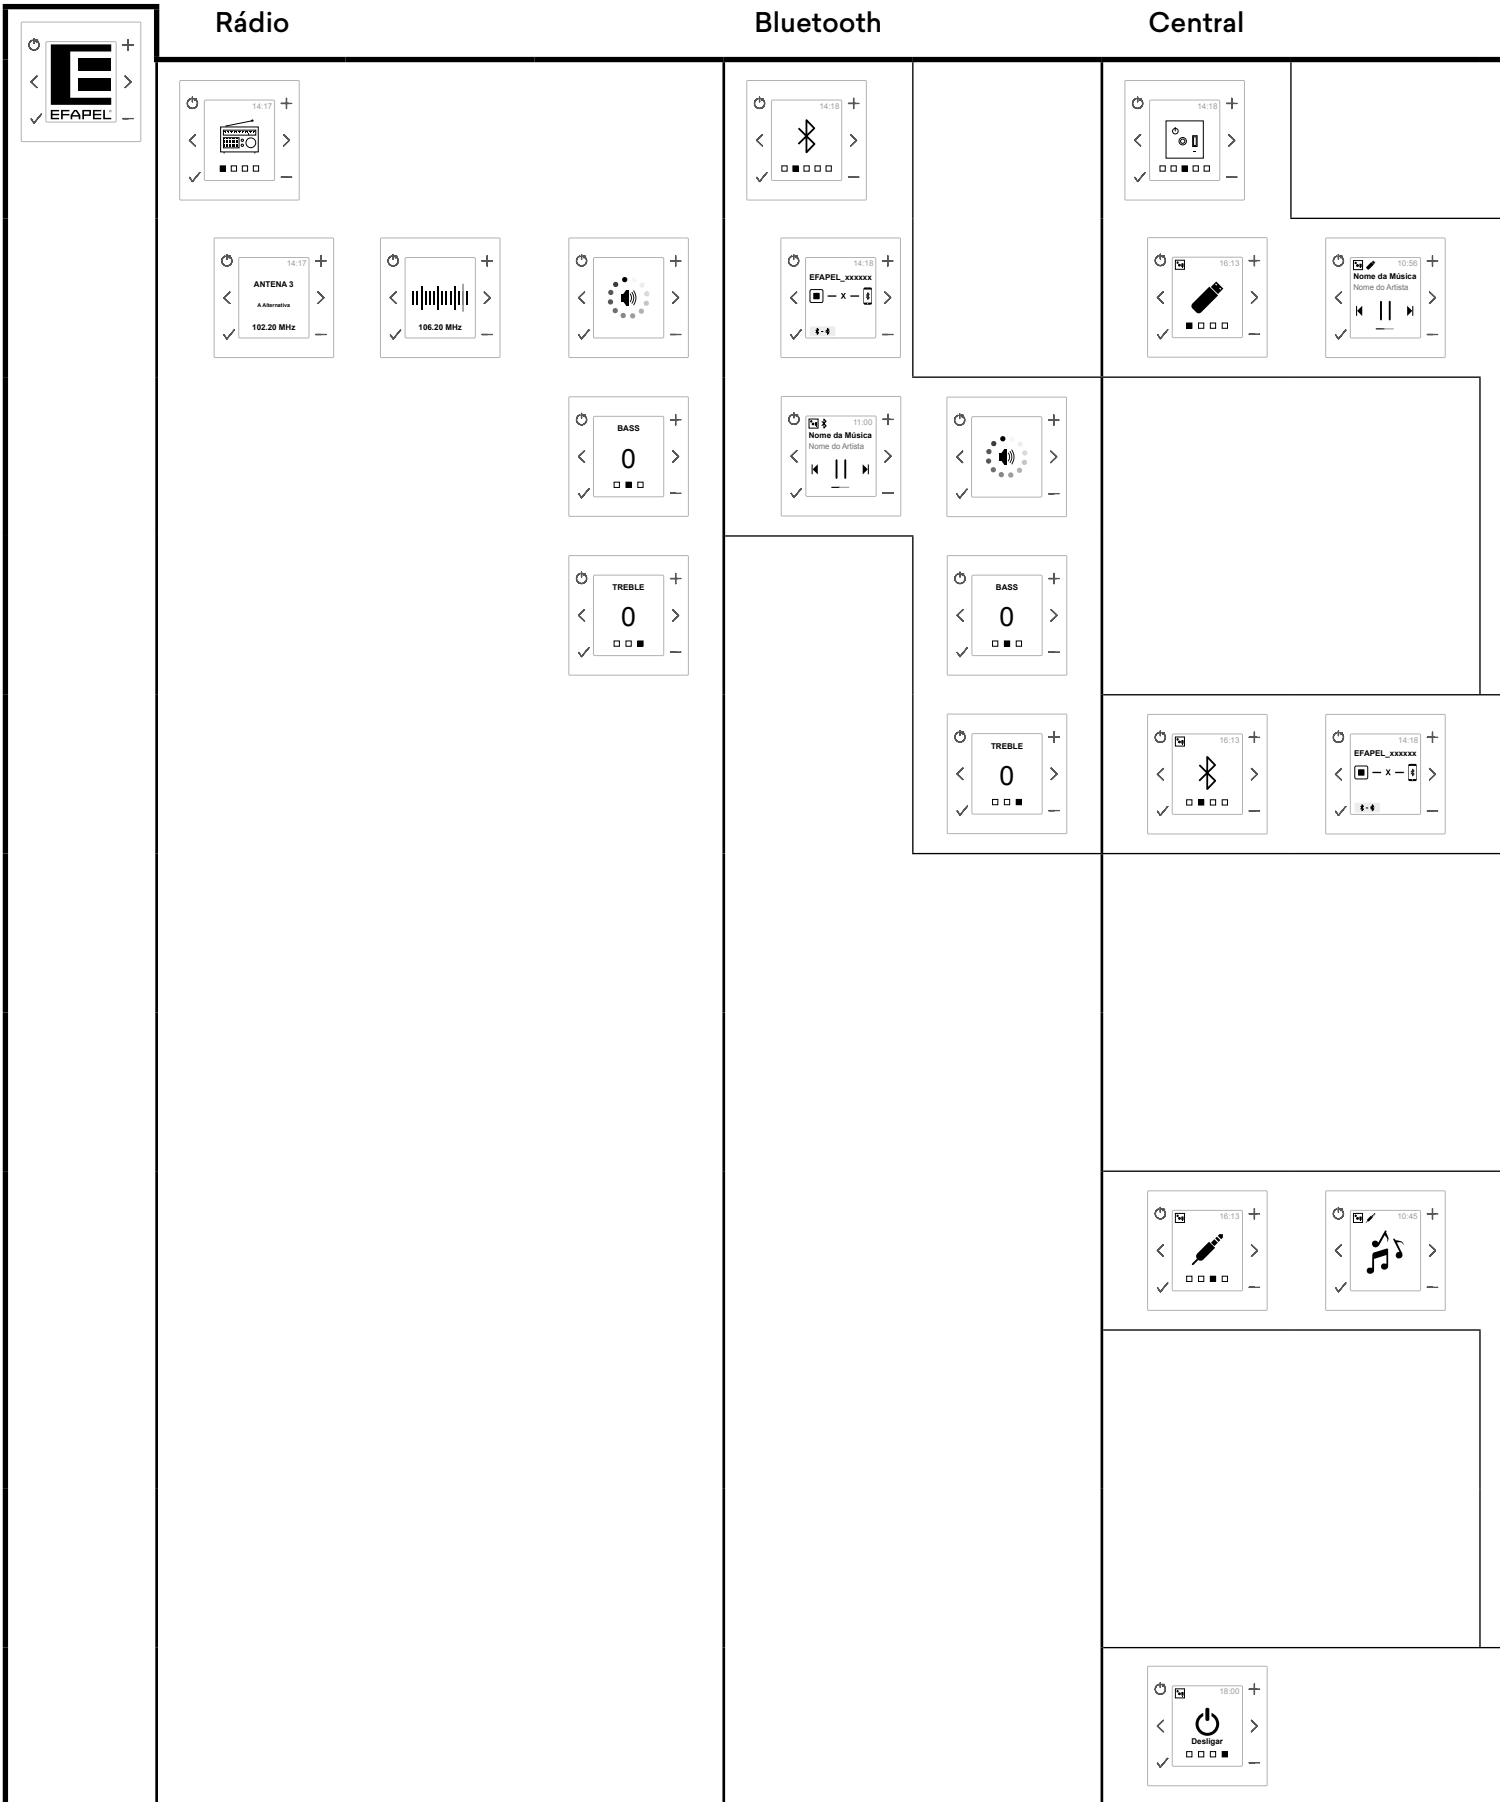 Rádio
Bluetooth
Central
EFAPEL
14:17
14:18
14:18
14:17
ANTENA 3
A Alternativa
102.20 MHz
106.20 MHz
14:18
EFAPEL_xxxxxx
x
16:13
10:56
Nome da Música
Nome do Artista
BASS
0
11:00
Nome da Música
Nome do Artista
TREBLE
0
BASS
0
TREBLE
0
16:13
14:18
EFAPEL_xxxxxx
x
16:13
10:45
18:00
Desligar